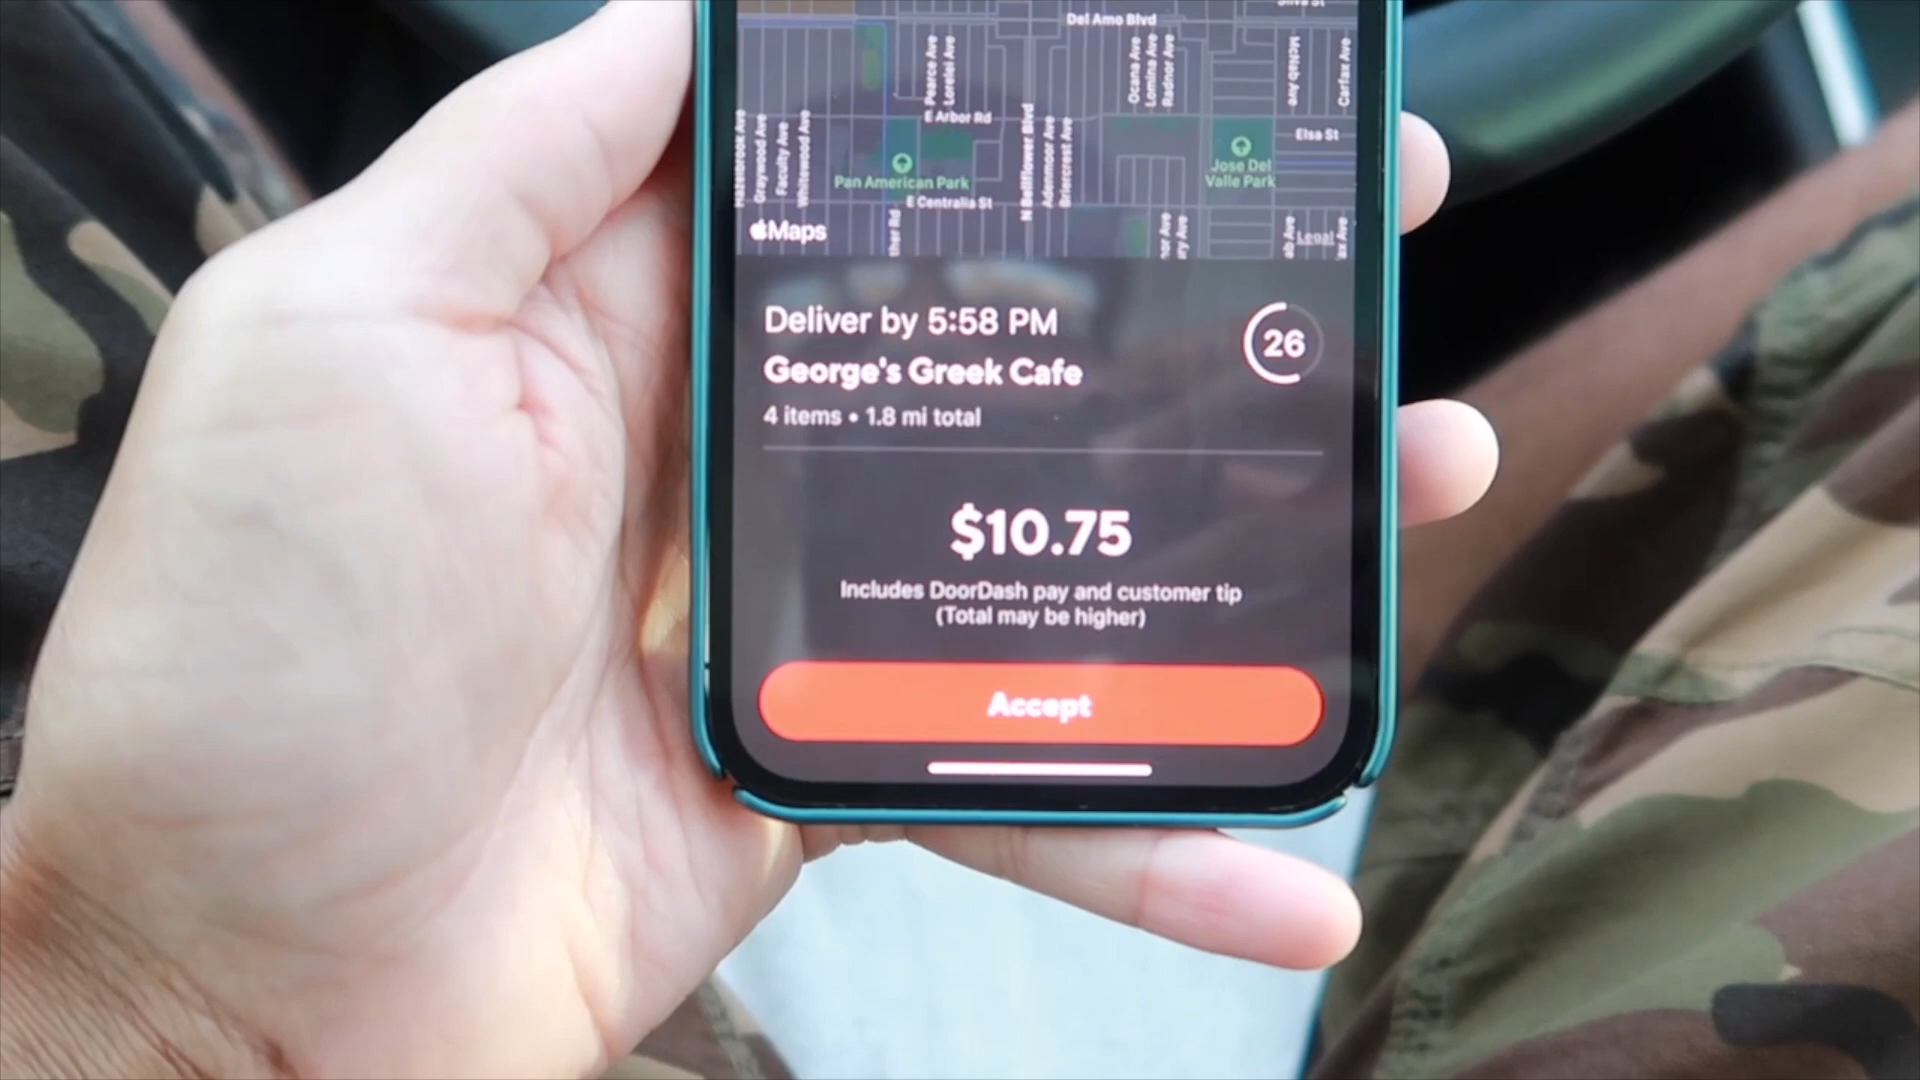 Del Amo Blvd
Pearce Ave
Lorelei Ave
Ocana Ave
Lomina Ave
Radnor Ave
McNab Ave
Carfax Ave
E Arbor Rd
Elsa St
Hazelbrook Ave
Graywood Ave
Faculty Ave
Whitewood Ave
N Bellflower Blvd
Adenmoor Ave
Briercrest Ave
Pan American Park
Jose Del
Valle Park
E Centralia St
Maps
Legal
Deliver by 5:58 PM
26
George's Greek Cafe
4 items • 1.8 mi total
$10.75
Includes DoorDash pay and customer tip
(Total may be higher)
Accept